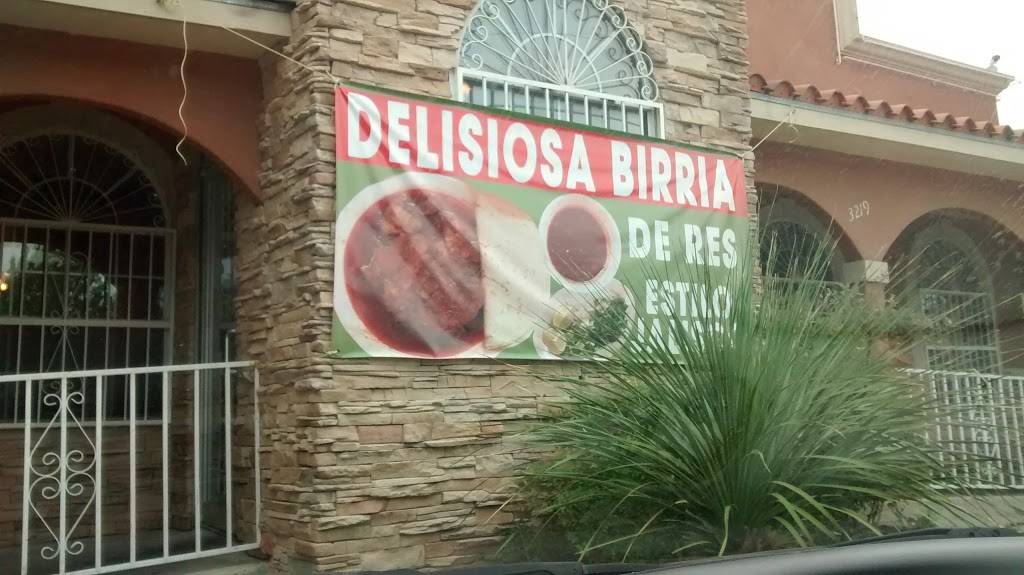 DELISIOSA BIRRIA
DE RES
ESTILO
3219